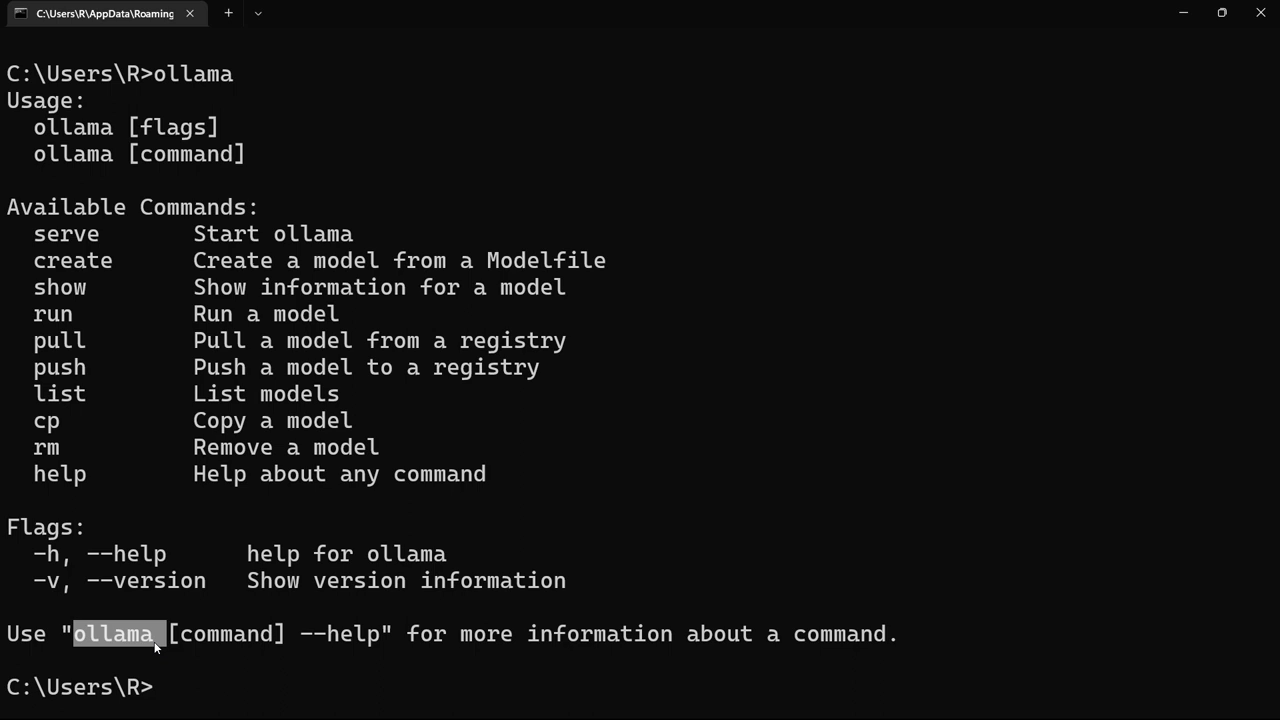 C:\Users\R\AppData\Roaming
C:\Users\R>ollama
Usage:
  ollama [flags]
  ollama [command]

Available Commands:
  serve       Start ollama
  create      Create a model from a Modelfile
  show        Show information for a model
  run         Run a model
  pull        Pull a model from a registry
  push        Push a model to a registry
  list        List models
  cp          Copy a model
  rm          Remove a model
  help        Help about any command

Flags:
  -h, --help      help for ollama
  -v, --version   Show version information

Use "ollama [command] --help" for more information about a command.

C:\Users\R>